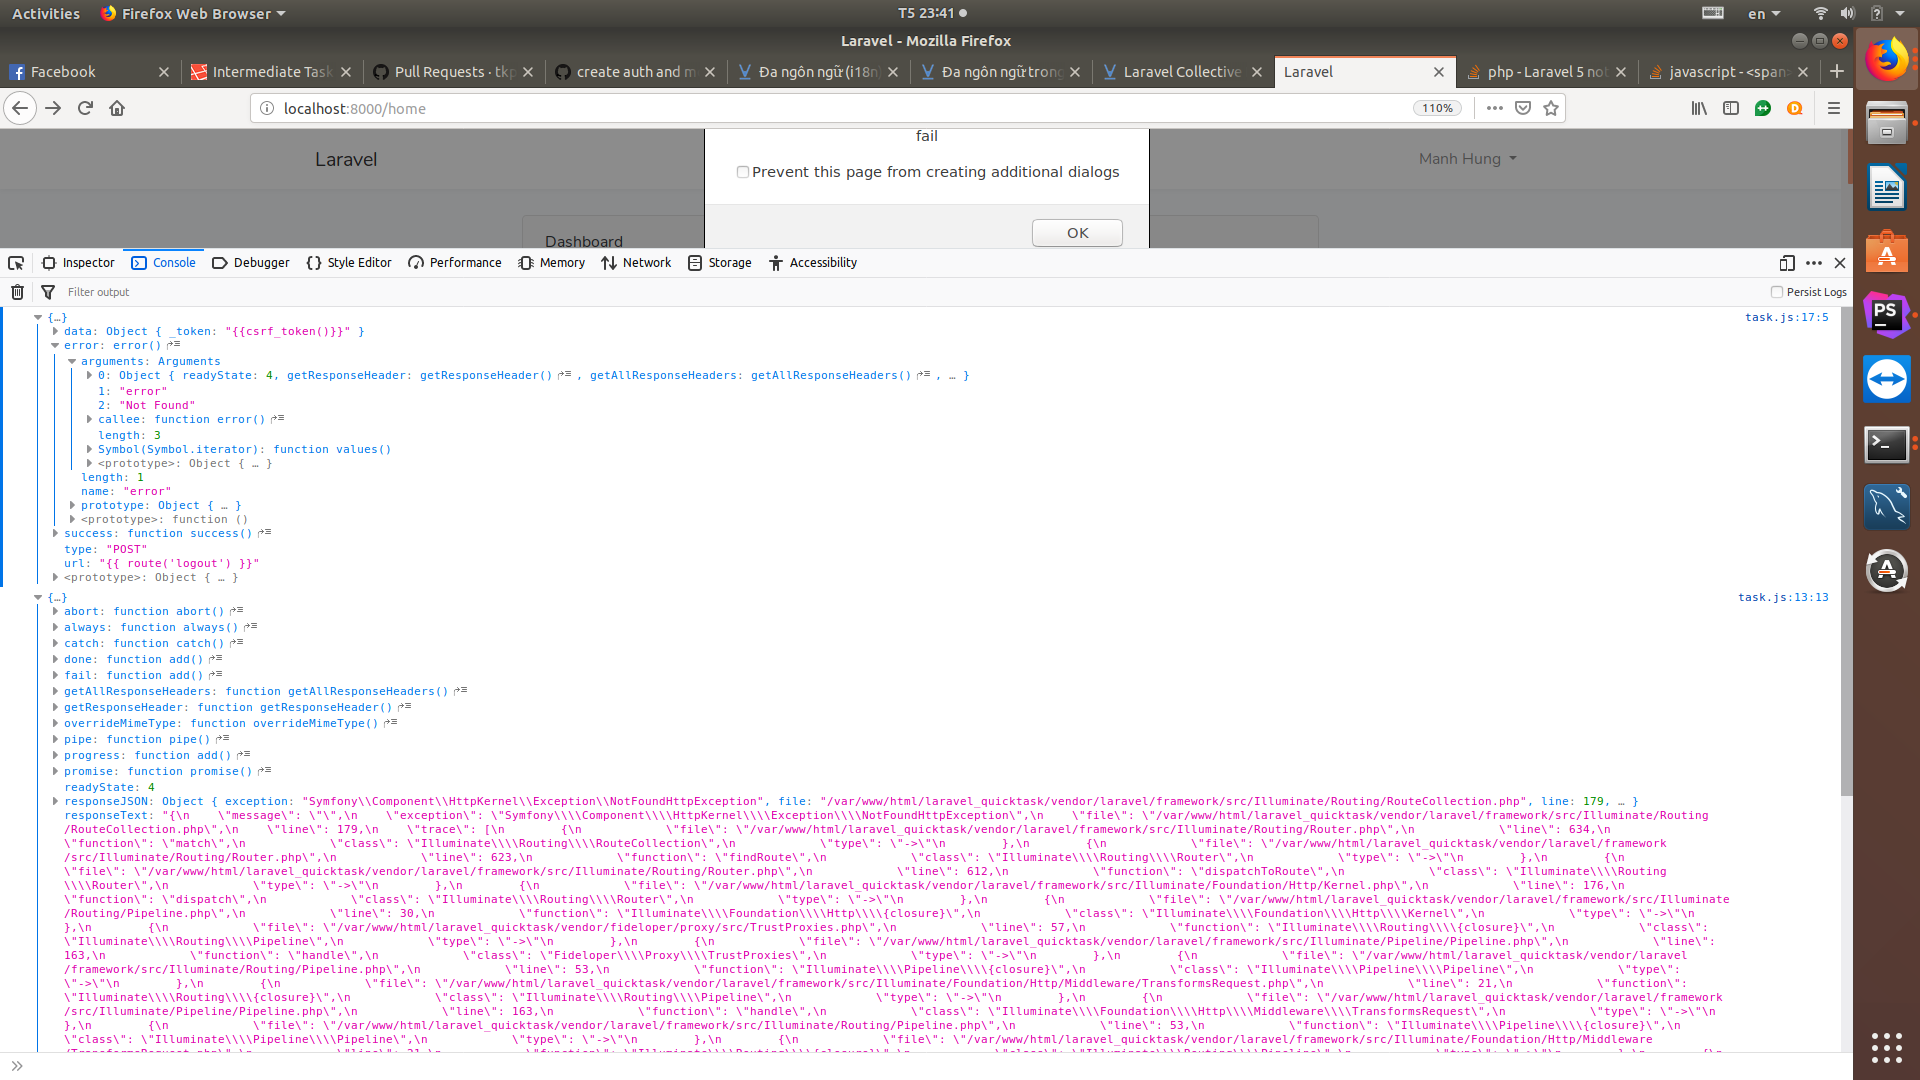 Activities Firefox Web Browser T5 23:41 en
Laravel - Mozilla Firefox
Facebook Intermediate Task Pull Requests · tkp create auth and m Đa ngôn ngữ (i18n) Đa ngôn ngữ trong Laravel Collective Laravel php - Laravel 5 not javascript - <span>
localhost:8000/home 110%
fail
Laravel Prevent this page from creating additional dialogs Manh Hung
OK
Dashboard
Inspector Console Debugger Style Editor Performance Memory Network Storage Accessibility
Filter output Persist Logs
{…} task.js:17:5
data: Object { _token: "{{csrf_token()}}" }
error: error()
arguments: Arguments
0: Object { readyState: 4, getResponseHeader: getResponseHeader() , getAllResponseHeaders: getAllResponseHeaders() , … }
1: "error"
2: "Not Found"
callee: function error()
length: 3
Symbol(Symbol.iterator): function values()
<prototype>: Object { … }
length: 1
name: "error"
prototype: Object { … }
<prototype>: function ()
success: function success()
type: "POST"
url: "{{ route('logout') }}"
<prototype>: Object { … }
{…} task.js:13:13
abort: function abort()
always: function always()
catch: function catch()
done: function add()
fail: function add()
getAllResponseHeaders: function getAllResponseHeaders()
getResponseHeader: function getResponseHeader()
overrideMimeType: function overrideMimeType()
pipe: function pipe()
progress: function add()
promise: function promise()
readyState: 4
responseJSON: Object { exception: "Symfony\\Component\\HttpKernel\\Exception\\NotFoundHttpException", file: "/var/www/html/laravel_quicktask/vendor/laravel/framework/src/Illuminate/Routing/RouteCollection.php", line: 179, … }
responseText: "{\n \"message\": \"\",\n \"exception\": \"Symfony\\\\Component\\\\HttpKernel\\\\Exception\\\\NotFoundHttpException\",\n \"file\": \"/var/www/html/laravel_quicktask/vendor/laravel/framework/src/Illuminate/Routing
/RouteCollection.php\",\n \"line\": 179,\n \"trace\": [\n {\n \"file\": \"/var/www/html/laravel_quicktask/vendor/laravel/framework/src/Illuminate/Routing/Router.php\",\n \"line\": 634,\n
\"function\": \"match\",\n \"class\": \"Illuminate\\\\Routing\\\\RouteCollection\",\n \"type\": \"->\"\n },\n {\n \"file\": \"/var/www/html/laravel_quicktask/vendor/laravel/framework
/src/Illuminate/Routing/Router.php\",\n \"line\": 623,\n \"function\": \"findRoute\",\n \"class\": \"Illuminate\\\\Routing\\\\Router\",\n \"type\": \"->\"\n },\n {\n
\"file\": \"/var/www/html/laravel_quicktask/vendor/laravel/framework/src/Illuminate/Routing/Router.php\",\n \"line\": 612,\n \"function\": \"dispatchToRoute\",\n \"class\": \"Illuminate\\\\Routing
\\\\Router\",\n \"type\": \"->\"\n },\n {\n \"file\": \"/var/www/html/laravel_quicktask/vendor/laravel/framework/src/Illuminate/Foundation/Http/Kernel.php\",\n \"line\": 176,\n
\"function\": \"dispatch\",\n \"class\": \"Illuminate\\\\Routing\\\\Router\",\n \"type\": \"->\"\n },\n {\n \"file\": \"/var/www/html/laravel_quicktask/vendor/laravel/framework/src/Illuminate
/Routing/Pipeline.php\",\n \"line\": 30,\n \"function\": \"Illuminate\\\\Foundation\\\\Http\\\\{closure}\",\n \"class\": \"Illuminate\\\\Foundation\\\\Http\\\\Kernel\",\n \"type\": \"->\"\n
},\n {\n \"file\": \"/var/www/html/laravel_quicktask/vendor/fideloper/proxy/src/TrustProxies.php\",\n \"line\": 57,\n \"function\": \"Illuminate\\\\Routing\\\\{closure}\",\n \"class\":
\"Illuminate\\\\Routing\\\\Pipeline\",\n \"type\": \"->\"\n },\n {\n \"file\": \"/var/www/html/laravel_quicktask/vendor/laravel/framework/src/Illuminate/Pipeline/Pipeline.php\",\n \"line\":
163,\n \"function\": \"handle\",\n \"class\": \"Fideloper\\\\Proxy\\\\TrustProxies\",\n \"type\": \"->\"\n },\n {\n \"file\": \"/var/www/html/laravel_quicktask/vendor/laravel
/framework/src/Illuminate/Routing/Pipeline.php\",\n \"line\": 53,\n \"function\": \"Illuminate\\\\Pipeline\\\\{closure}\",\n \"class\": \"Illuminate\\\\Pipeline\\\\Pipeline\",\n \"type\":
\"->\"\n },\n {\n \"file\": \"/var/www/html/laravel_quicktask/vendor/laravel/framework/src/Illuminate/Foundation/Http/Middleware/TransformsRequest.php\",\n \"line\": 21,\n \"function\":
\"Illuminate\\\\Routing\\\\{closure}\",\n \"class\": \"Illuminate\\\\Routing\\\\Pipeline\",\n \"type\": \"->\"\n },\n {\n \"file\": \"/var/www/html/laravel_quicktask/vendor/laravel/framework
/src/Illuminate/Pipeline/Pipeline.php\",\n \"line\": 163,\n \"function\": \"handle\",\n \"class\": \"Illuminate\\\\Foundation\\\\Http\\\\Middleware\\\\TransformsRequest\",\n \"type\": \"->\"\n
},\n {\n \"file\": \"/var/www/html/laravel_quicktask/vendor/laravel/framework/src/Illuminate/Routing/Pipeline.php\",\n \"line\": 53,\n \"function\": \"Illuminate\\\\Pipeline\\\\{closure}\",\n
\"class\": \"Illuminate\\\\Pipeline\\\\Pipeline\",\n \"type\": \"->\"\n },\n {\n \"file\": \"/var/www/html/laravel_quicktask/vendor/laravel/framework/src/Illuminate/Foundation/Http/Middleware